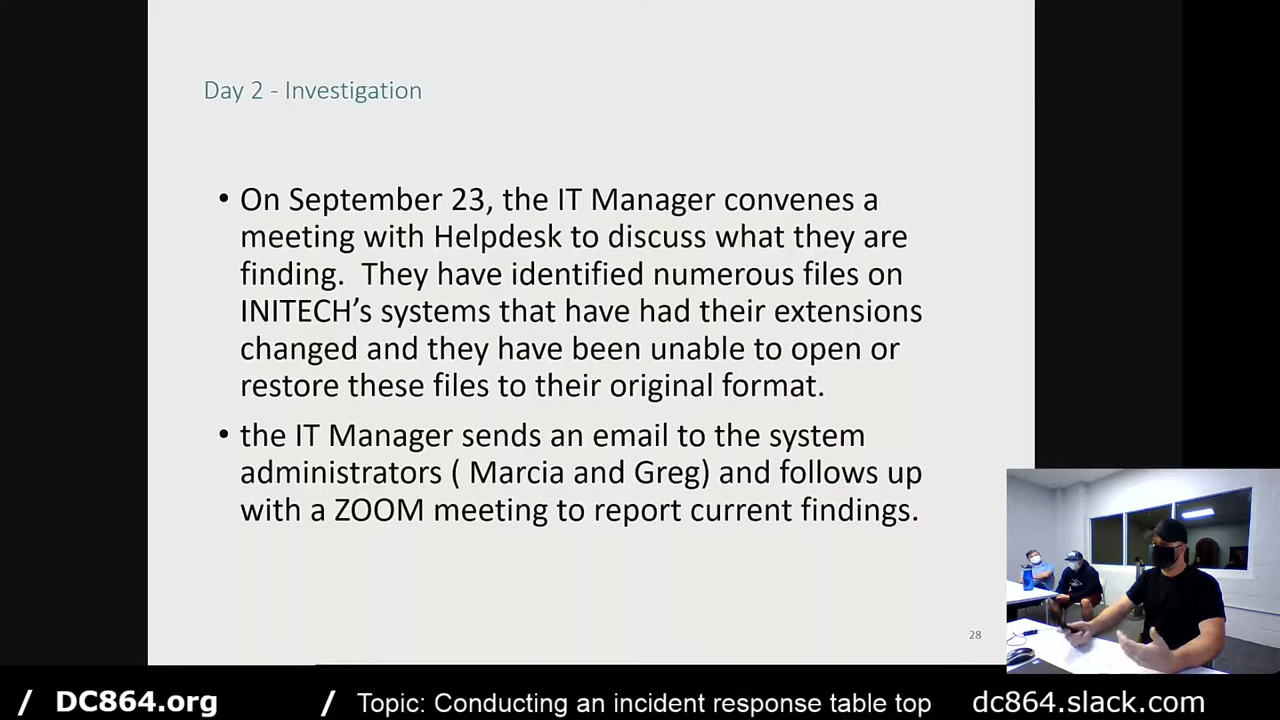 Day 2 - Investigation
• On September 23, the IT Manager convenes a
meeting with Helpdesk to discuss what they are
finding.  They have identified numerous files on
INITECH’s systems that have had their extensions
changed and they have been unable to open or
restore these files to their original format.
• the IT Manager sends an email to the system
administrators ( Marcia and Greg) and follows up
with a ZOOM meeting to report current findings.
28
/ DC864.org / Topic: Conducting an incident response table top dc864.slack.com